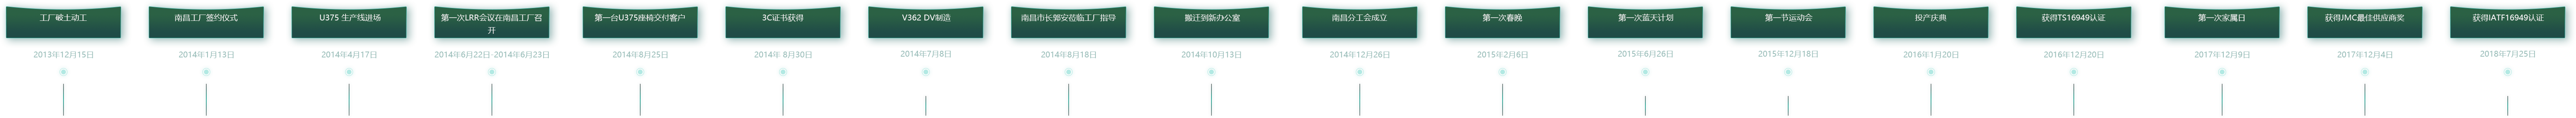 工厂破土动工
2013年12月15日
南昌工厂签约仪式
2014年1月13日
U375 生产线进场
2014年4月17日
第一次LRR会议在南昌工厂召
开
2014年6月22日-2014年6月23日
第一台U375座椅交付客户
2014年8月25日
3C证书获得
2014年 8月30日
V362 DV制造
2014年7月8日
南昌市长郭安莅临工厂指导
2014年8月18日
搬迁到新办公室
2014年10月13日
南昌分工会成立
2014年12月26日
第一次春晚
2015年2月6日
第一次蓝天计划
2015年6月26日
第一节运动会
2015年12月18日
投产庆典
2016年1月20日
获得TS16949认证
2016年12月20日
第一次家属日
2017年12月9日
获得JMC最佳供应商奖
2017年12月4日
获得IATF16949认证
2018年7月25日